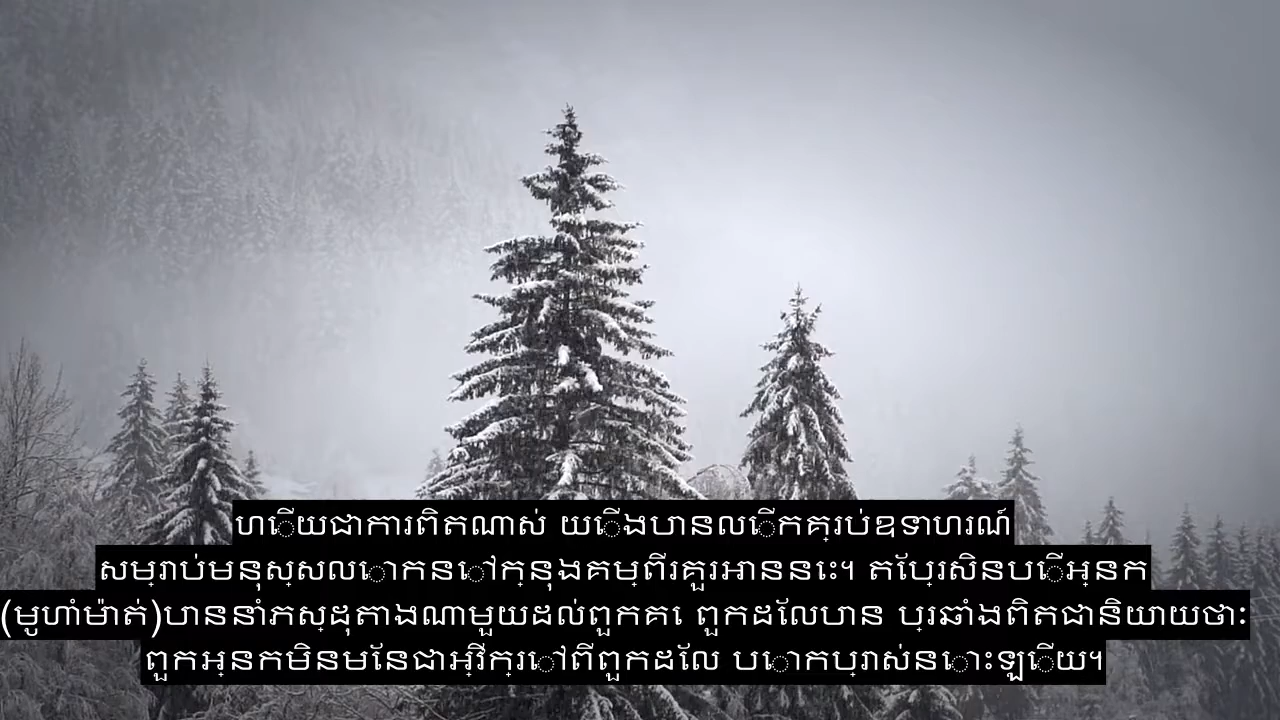 ហើយជាការពិតណាស់ យើងបានលើកគ្រប់ឧទាហរណ៍
សម្រាប់មនុស្សលោកនៅក្នុងគម្ពីរគួរអាននេះ។ តែប្រសិនបើអ្នក
(មូហាំម៉ាត់)បាននាំភស្ដុតាងណាមួយដល់ពួកគេ ពួកដែលបាន ប្រឆាំងពិតជានិយាយថាៈ
ពួកអ្នកមិនមែនជាអ្វីក្រៅពីពួកដែល បោកប្រាស់នោះឡើយ។